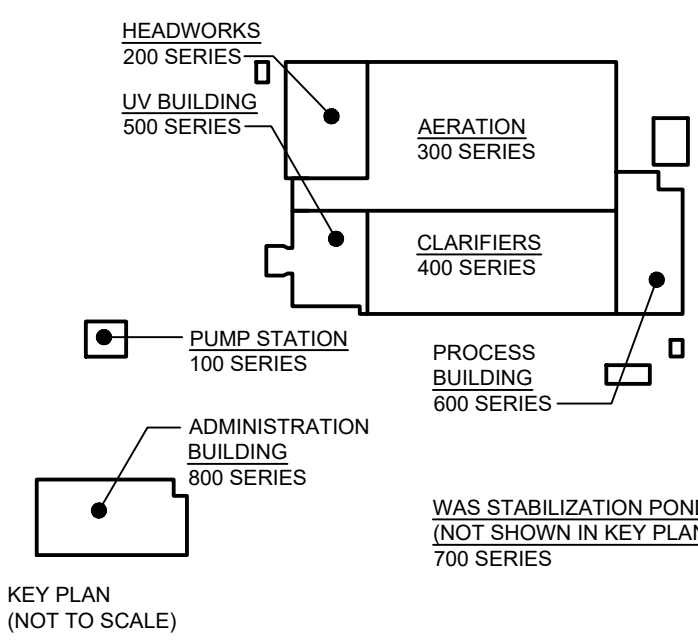 HEADWORKS
200 SERIES
UV BUILDING
500 SERIES
AERATION
300 SERIES
CLARIFIERS
400 SERIES
PUMP STATION
100 SERIES
PROCESS
BUILDING
600 SERIES
ADMINISTRATION
BUILDING
800 SERIES
WAS STABILIZATION
(NOT SHOWN IN KEY
700 SERIES
KEY PLAN
(NOT TO SCALE)